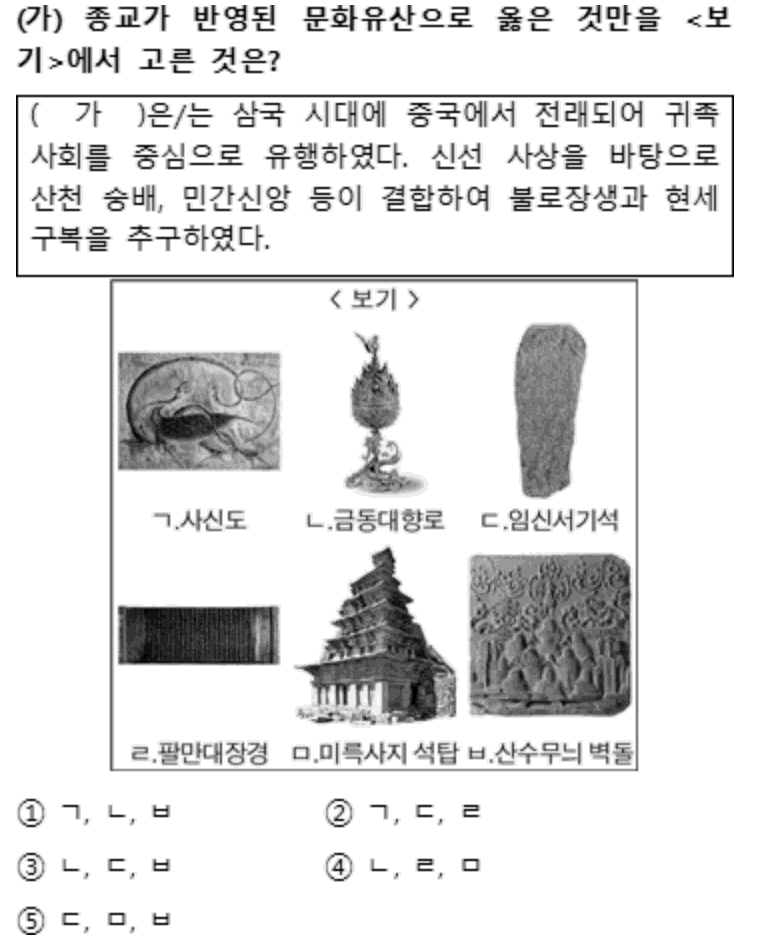 (가) 종교가 반영된 문화유산으로 옳은 것만을 <보
기>에서 고른 것은?
( 가 )은/는 삼국 시대에 중국에서 전래되어 귀족
사회를 중심으로 유행하였다. 신선 사상을 바탕으로
산천 숭배, 민간신앙 등이 결합하여 불로장생과 현세
구복을 추구하였다.
< 보기 >
ㄱ.사신도 ㄴ.금동대향로 ㄷ.임신서기석
ㄹ.팔만대장경 ㅁ.미륵사지 석탑 ㅂ.산수무늬 벽돌
① ㄱ, ㄴ, ㅂ ② ㄱ, ㄷ, ㄹ
③ ㄴ, ㄷ, ㅂ ④ ㄴ, ㄹ, ㅁ
⑤ ㄷ, ㅁ, ㅂ